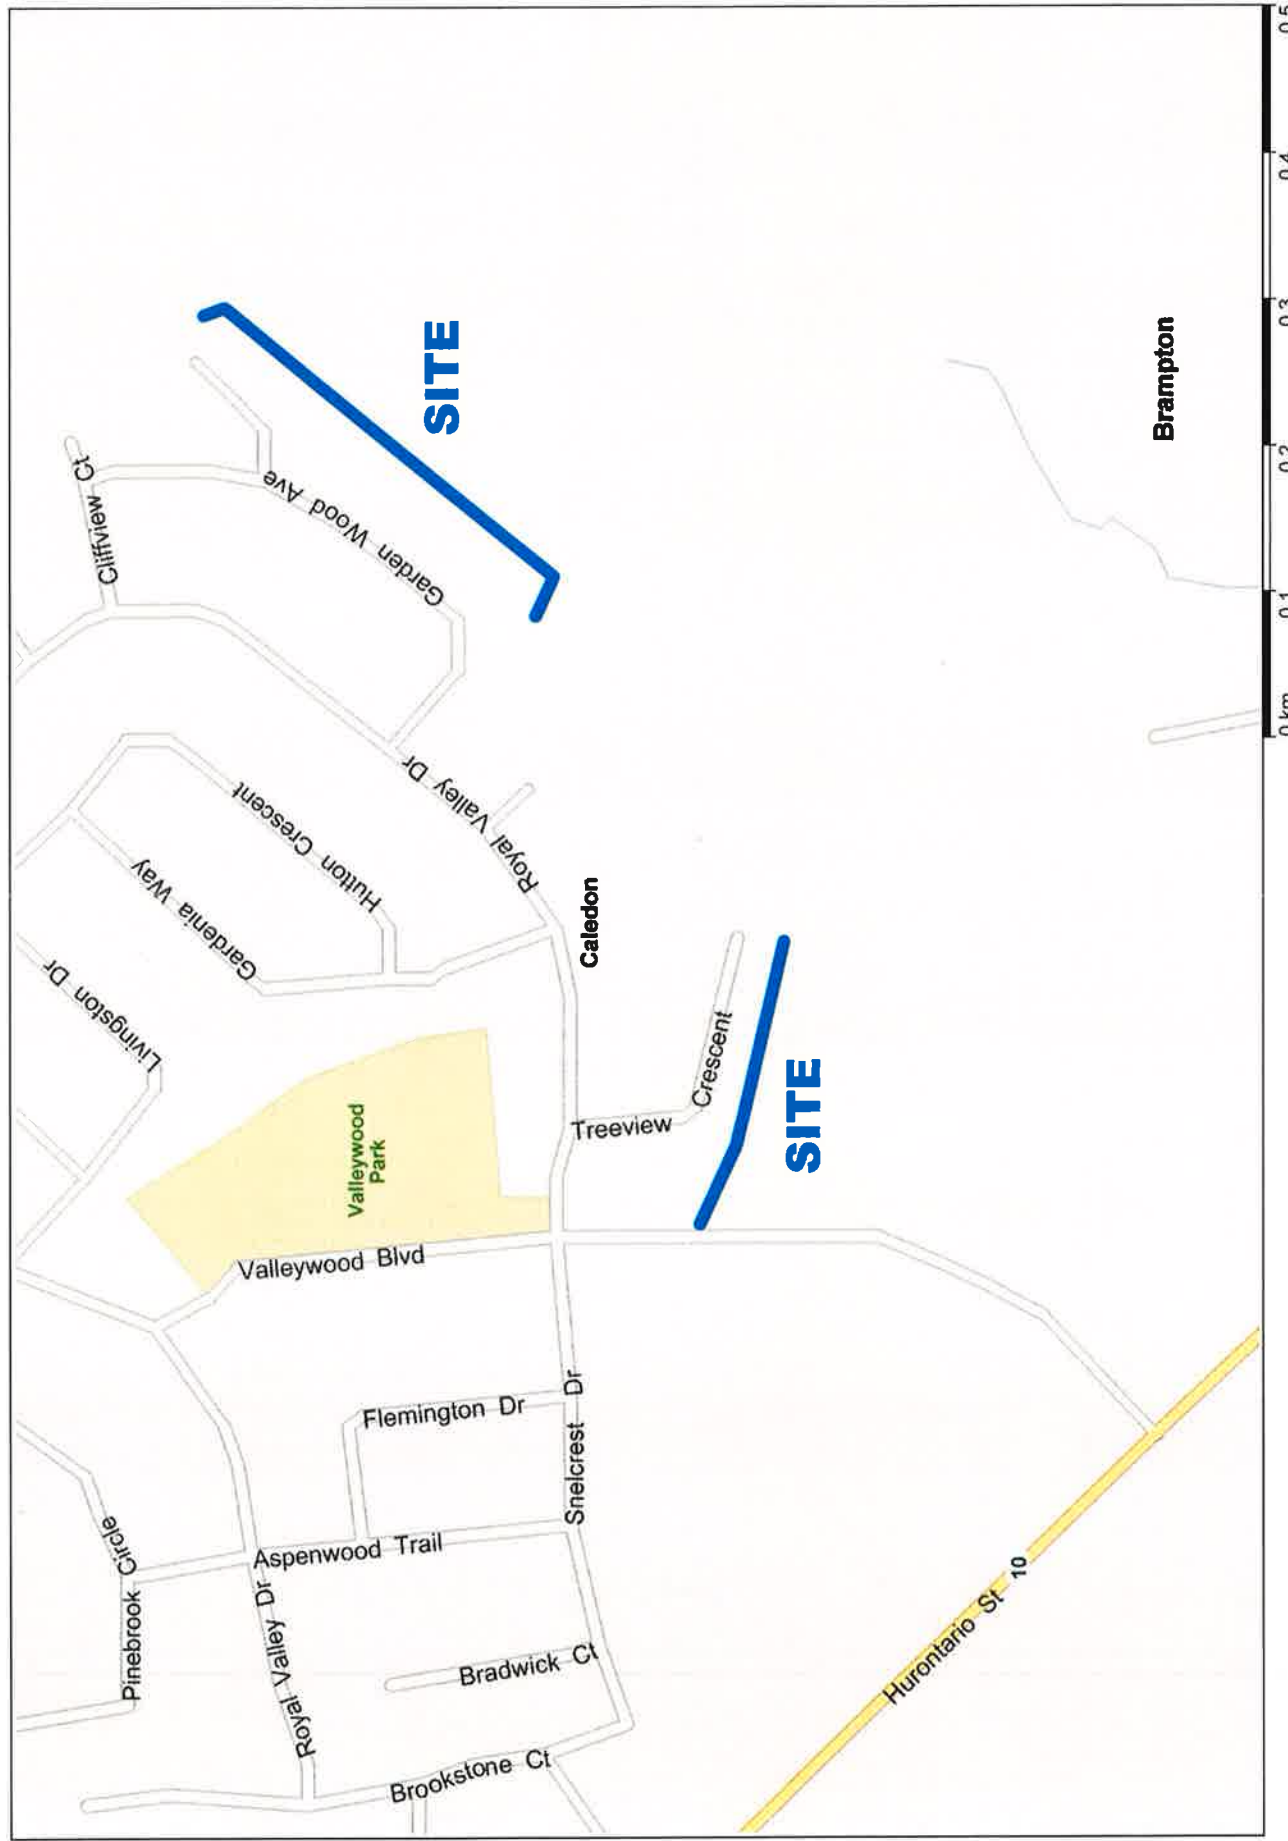 Pinebrook Circle
Royal Valley Dr
Brookstone Ct
Bradwick Ct
Aspenwood Trail
Flemington Dr
Snelcrest Dr
Hurontario St
10
Valleywood Blvd
Valleywood
Park
Livingston Dr
Gardenia Way
Hutton Crescent
Treeview
Crescent
SITE
Caledon
Royal Valley Dr
Cliffview Ct
Garden Wood Ave
SITE
Brampton
0 km
0.1
0.2
0.3
0.4
0.5